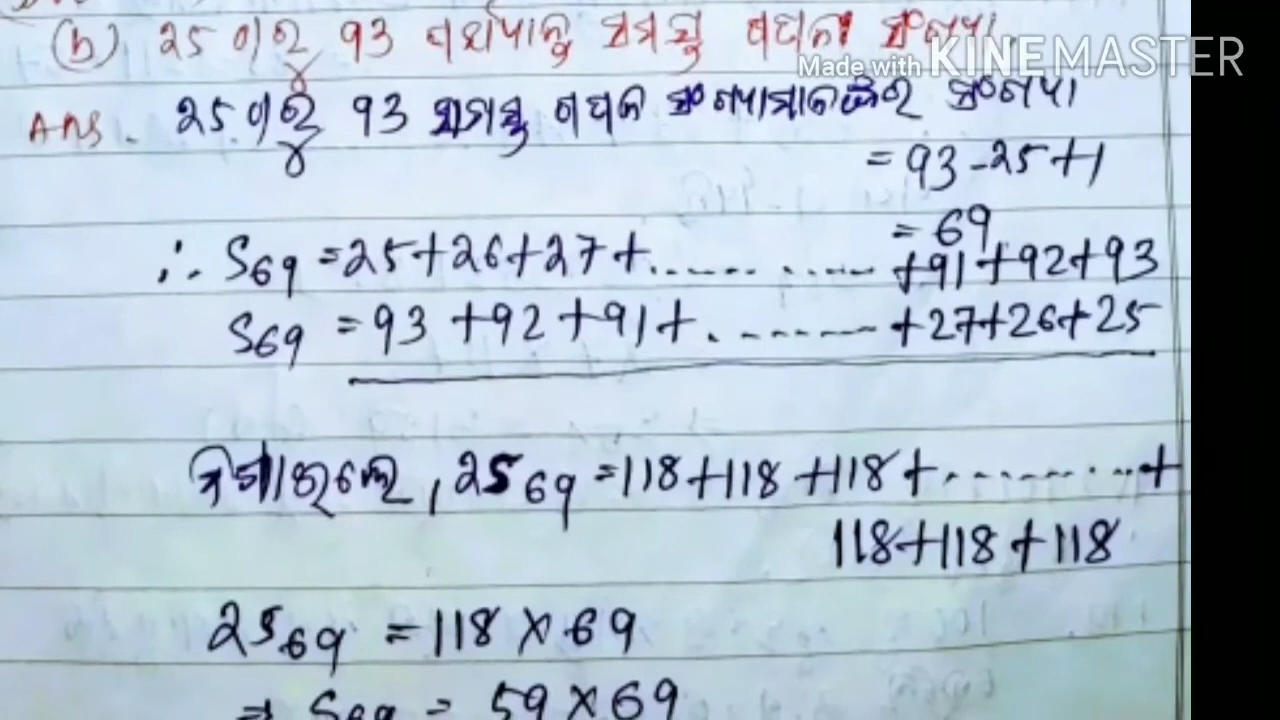 (b) 25 ଠାରୁ 93 ପର୍ଯ୍ୟନ୍ତ ସମସ୍ତ ଗଣନ ସଂଖ୍ୟା
Made with KINEMASTER
Ans. 25 ଠାରୁ 93 ସମସ୍ତ ଗଣନ ସଂଖ୍ୟାମାନଙ୍କର ସଂଖ୍ୟା
= 93 - 25 + 1
= 69
∴ S69 = 25 + 26 + 27 + ........... + 91 + 92 + 93
S69 = 93 + 92 + 91 + ........ + 27 + 26 + 25
2S69 = 118 + 118 + 118 + ......... +
118 + 118 + 118
2S69 = 118 × 69
⇒ S69 = 59 × 69